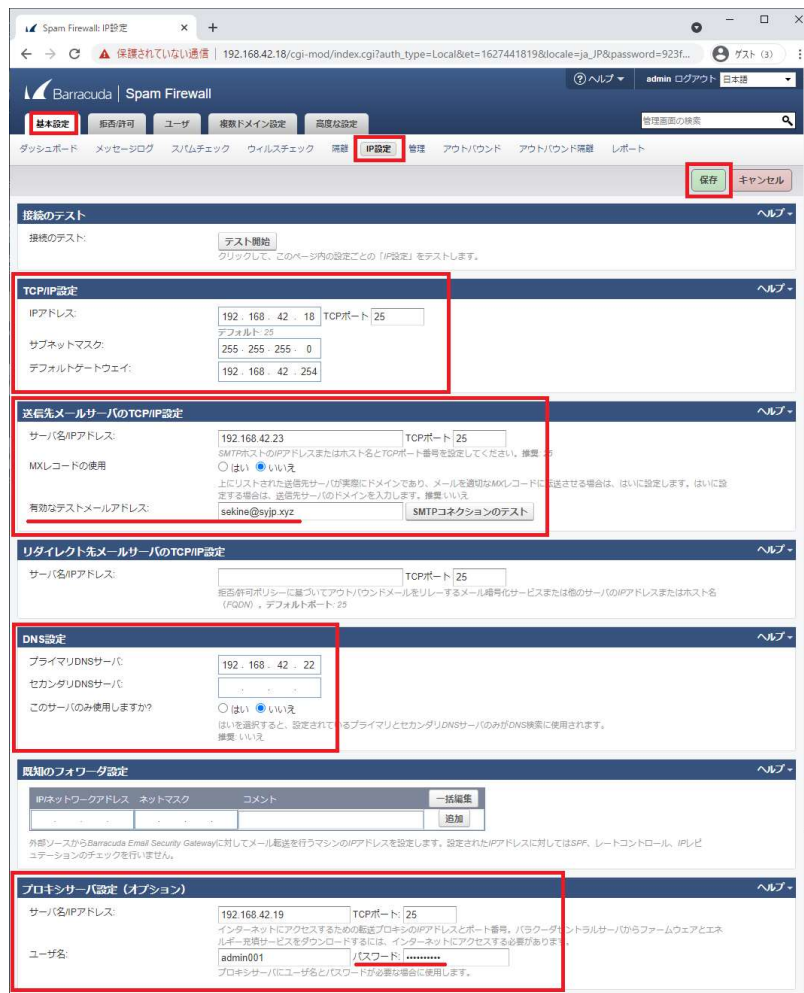 Spam Firewall: IP設定
保護されていない通信 | 192.168.42.18/cgi-mod/index.cgi?auth_type=Local&et=1627441819&locale=ja_JP&password=923f... ゲスト (3)
ヘルプ admin ログアウト 日本語
Barracuda | Spam Firewall
基本設定 拒否/許可 ユーザ 複数ドメイン設定 高度な設定 管理画面の検索
ダッシュボード メッセージログ スパムチェック ウィルスチェック 隔離 IP設定 管理 アウトバウンド アウトバウンド隔離 レポート
保存 キャンセル
接続のテスト ヘルプ
接続のテスト: テスト開始
クリックして、このページ内の設定ごとの「IP設定」をテストします。
TCP/IP設定 ヘルプ
IPアドレス: 192 . 168 . 42 . 18 TCPポート 25
デフォルト: 25
サブネットマスク: 255 . 255 . 255 . 0
デフォルトゲートウェイ: 192 . 168 . 42 . 254
送信先メールサーバのTCP/IP設定 ヘルプ
サーバ名/IPアドレス: 192.168.42.23 TCPポート 25
SMTPホストのIPアドレスまたはホスト名とTCPポート番号を設定してください。推奨: 25
MXレコードの使用 はい いいえ
上にリストされた送信先サーバが実際にドメインであり、メールを適切なMXレコードに転送させる場合は、はいに設定します。はいに設
定する場合は、送信先サーバのドメインを入力します。推奨:いいえ
有効なテストメールアドレス: sekine@syjp.xyz SMTPコネクションのテスト
リダイレクト先メールサーバのTCP/IP設定 ヘルプ
サーバ名/IPアドレス: TCPポート 25
拒否/許可ポリシーに基づいてアウトバウンドメールをリレーするメール暗号化サービスまたは他のサーバのIPアドレスまたはホスト名
（FQDN）。デフォルトポート: 25
DNS設定 ヘルプ
プライマリDNSサーバ: 192 . 168 . 42 . 22
セカンダリDNSサーバ: . . .
このサーバのみ使用しますか? はい いいえ
はいを選択すると、設定されているプライマリとセカンダリDNSサーバのみがDNS検索に使用されます。
推奨: いいえ
既知のフォワーダ設定 ヘルプ
IP/ネットワークアドレス ネットマスク コメント 一括編集
. . . . . . 追加
外部ソースからBarracuda Email Security Gatewayに対してメール転送を行うマシンのIPアドレスを設定します。設定されたIPアドレスに対してはSPF、レートコントロール、IPレピ
ュテーションのチェックを行いません。
プロキシサーバ設定（オプション） ヘルプ
サーバ名/IPアドレス: 192.168.42.19 TCPポート: 25
インターネットにアクセスするための転送プロキシのIPアドレスとポート番号。バラクーダセントラルサーバからファームウェアとエネ
ルギー充填サービスをダウンロードするには、インターネットにアクセスする必要があります。
ユーザ名: admin001 パスワード: ••••••••••
プロキシサーバにユーザ名とパスワードが必要な場合に使用します。